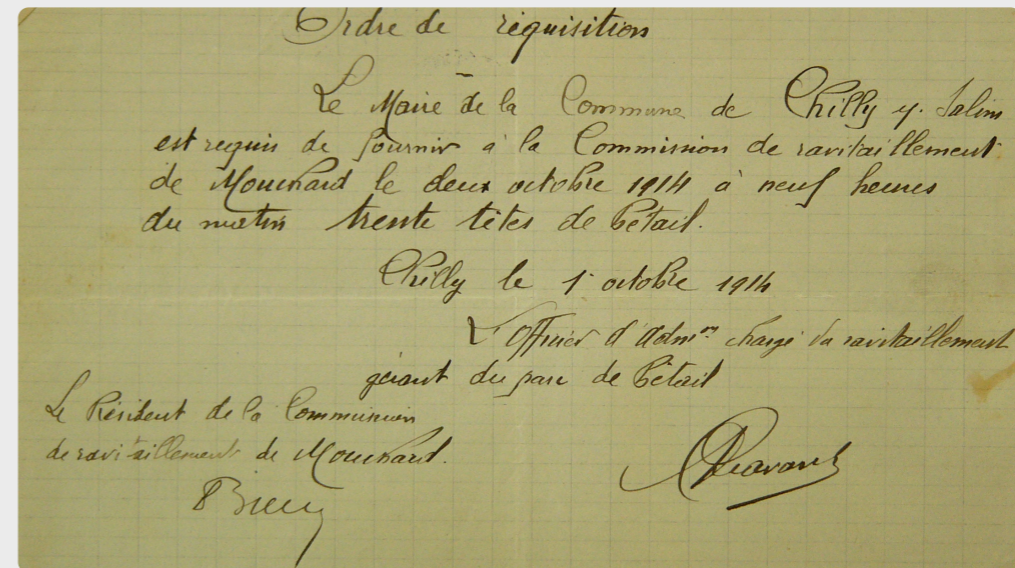 Ordre de réquisition
Le Maire de la Commune de Chilly s. Salins
est requis de fournir à la Commission de ravitaillement
de Mouchard le deux octobre 1914 à neuf heures
du matin trente têtes de bétail.
Chilly le 1 octobre 1914
L'officier d'Adm.on chargé du ravitaillement
gérant du parc de bétail
Le Président de la Commission
de ravitaillement de Mouchard.